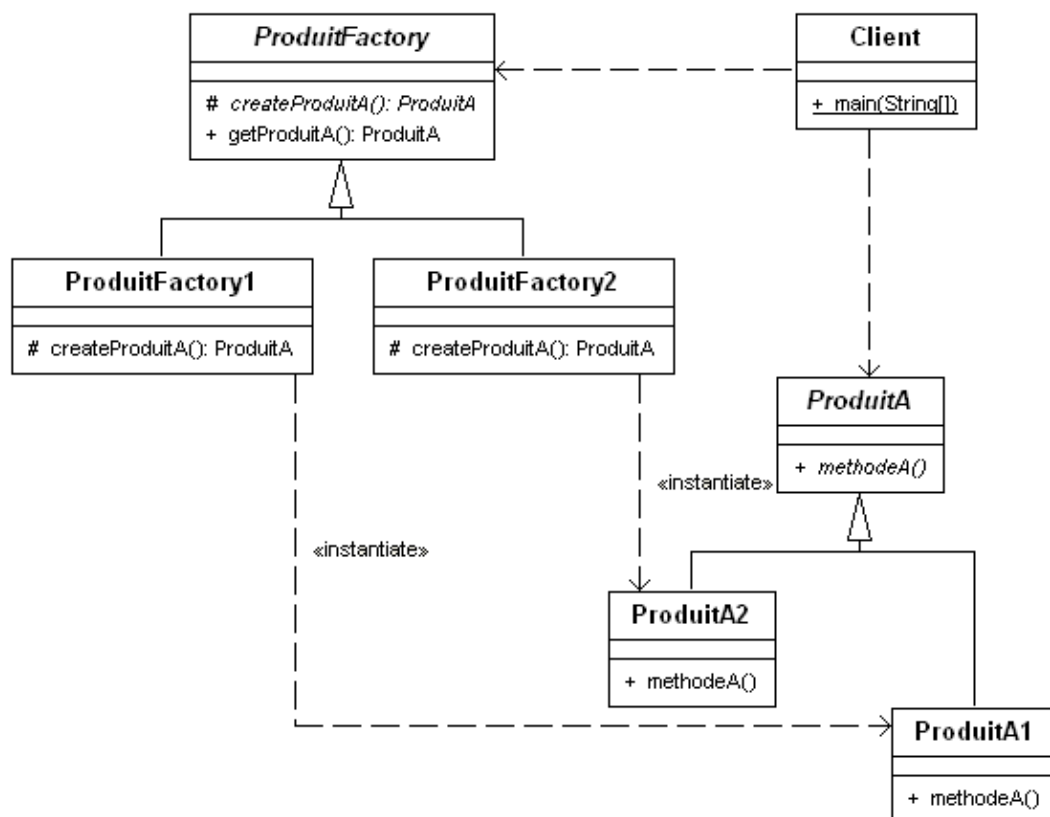 ProduitFactory
# createProduitA(): ProduitA
+ getProduitA(): ProduitA
Client
+ main(String[])
ProduitFactory1
# createProduitA(): ProduitA
ProduitFactory2
# createProduitA(): ProduitA
ProduitA
+ methodeA()
«instantiate»
«instantiate»
ProduitA2
+ methodeA()
ProduitA1
+ methodeA()